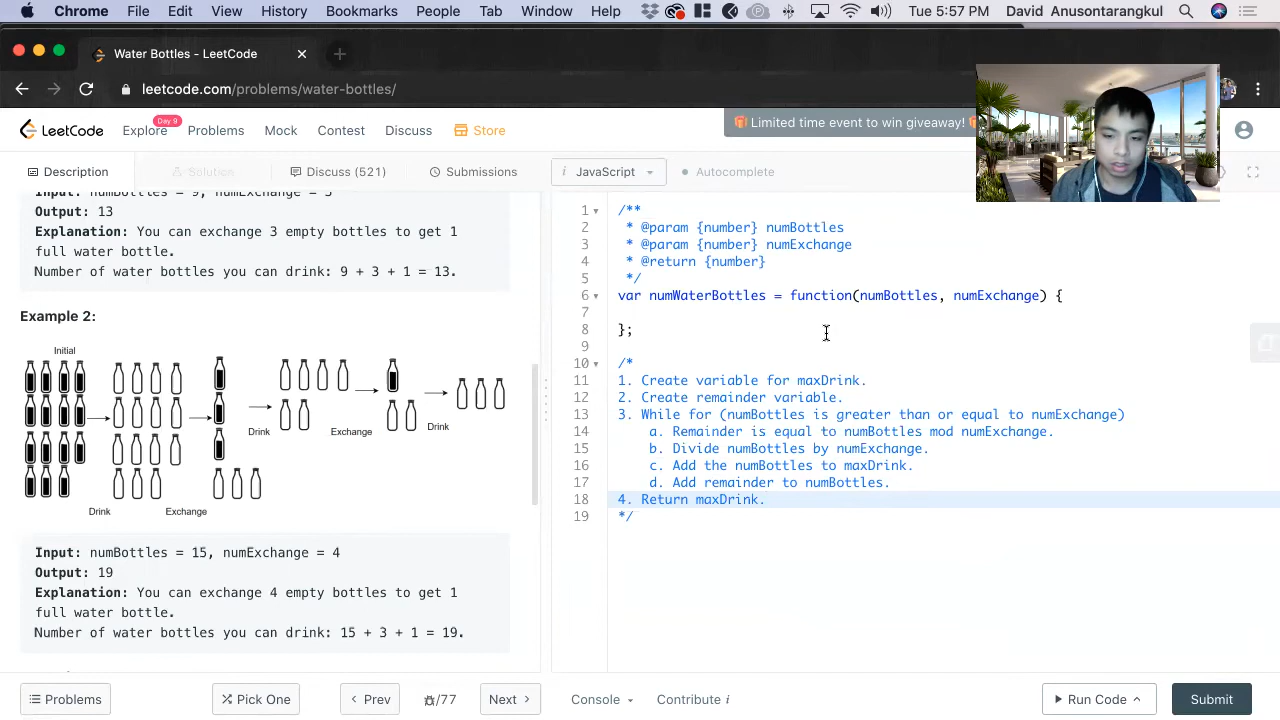 Chrome File Edit View History Bookmarks People Tab Window Help Tue 5:57 PM David Anusontarangkul
Water Bottles - LeetCode
leetcode.com/problems/water-bottles/
LeetCode Explore Day 9 Problems Mock Contest Discuss Store Limited time event to win giveaway!
Description Solution Discuss (521) Submissions i JavaScript Autocomplete
Input: numBottles = 9, numExchange = 3
Output: 13
Explanation: You can exchange 3 empty bottles to get 1
full water bottle.
Number of water bottles you can drink: 9 + 3 + 1 = 13.
Example 2:
Initial
Drink Exchange Drink
Drink Exchange
Input: numBottles = 15, numExchange = 4
Output: 19
Explanation: You can exchange 4 empty bottles to get 1
full water bottle.
Number of water bottles you can drink: 15 + 3 + 1 = 19.
1 /**
2 * @param {number} numBottles
3 * @param {number} numExchange
4 * @return {number}
5 */
6 var numWaterBottles = function(numBottles, numExchange) {
7
8 };
9
10 /*
11 1. Create variable for maxDrink.
12 2. Create remainder variable.
13 3. While for (numBottles is greater than or equal to numExchange)
14 a. Remainder is equal to numBottles mod numExchange.
15 b. Divide numBottles by numExchange.
16 c. Add the numBottles to maxDrink.
17 d. Add remainder to numBottles.
18 4. Return maxDrink.
19 */
Problems Pick One Prev /77 Next Console Contribute i Run Code Submit